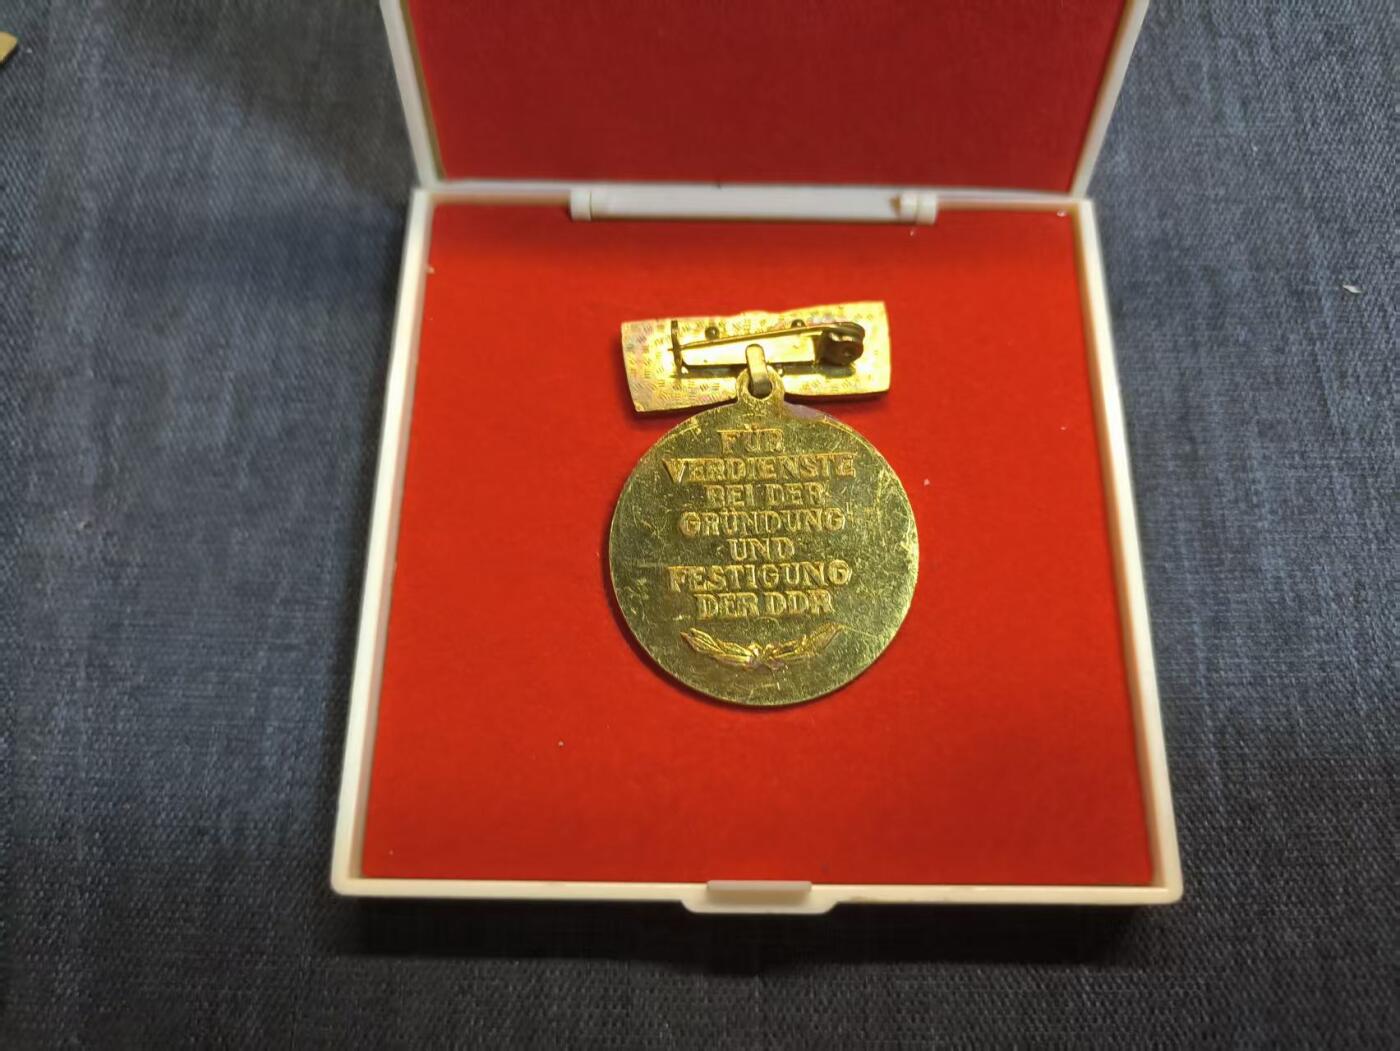 FÜR
VERDIENSTE
BEI DER
GRÜNDUNG
UND
FESTIGUNG
DER DDR